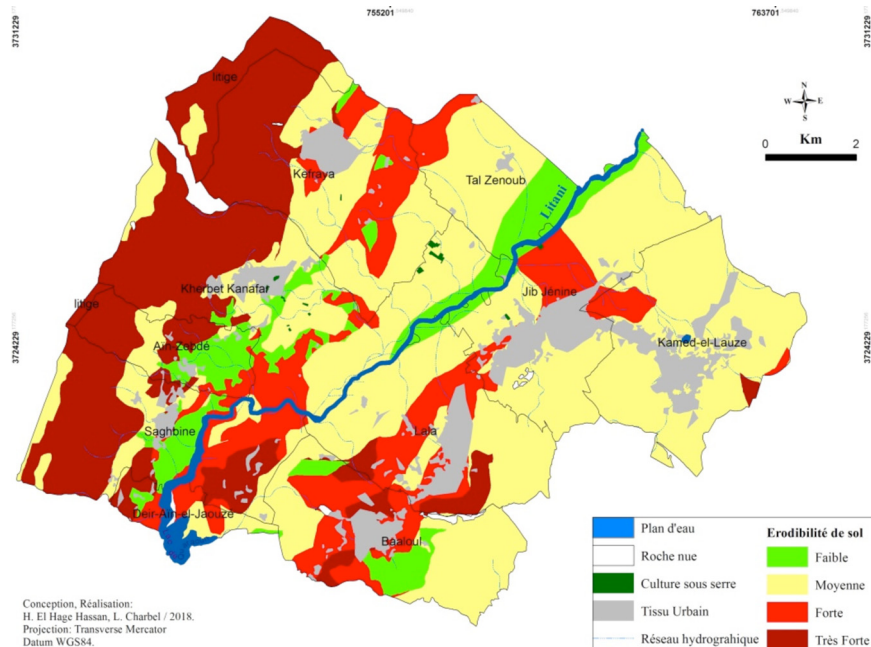 755201
763701
3731229
3731229
litige
N
W E
S
Km
0 2
Kefraya
Tal Zenoub
Litani
Kherbet Kanafar
Jib Jénine
litige
Ain-Zebdé
Kamed-el-Lauze
3724229
3724229
Saghbine
Lala
Deir-Ain-el-Jaouze
Baaloul
Plan d'eau
Roche nue
Culture sous serre
Tissu Urbain
Réseau hydrograhique
Erodibilité de sol
Faible
Moyenne
Forte
Très Forte
Conception, Réalisation:
H. El Hage Hassan, L. Charbel / 2018.
Projection: Transverse Mercator
Datum WGS84.